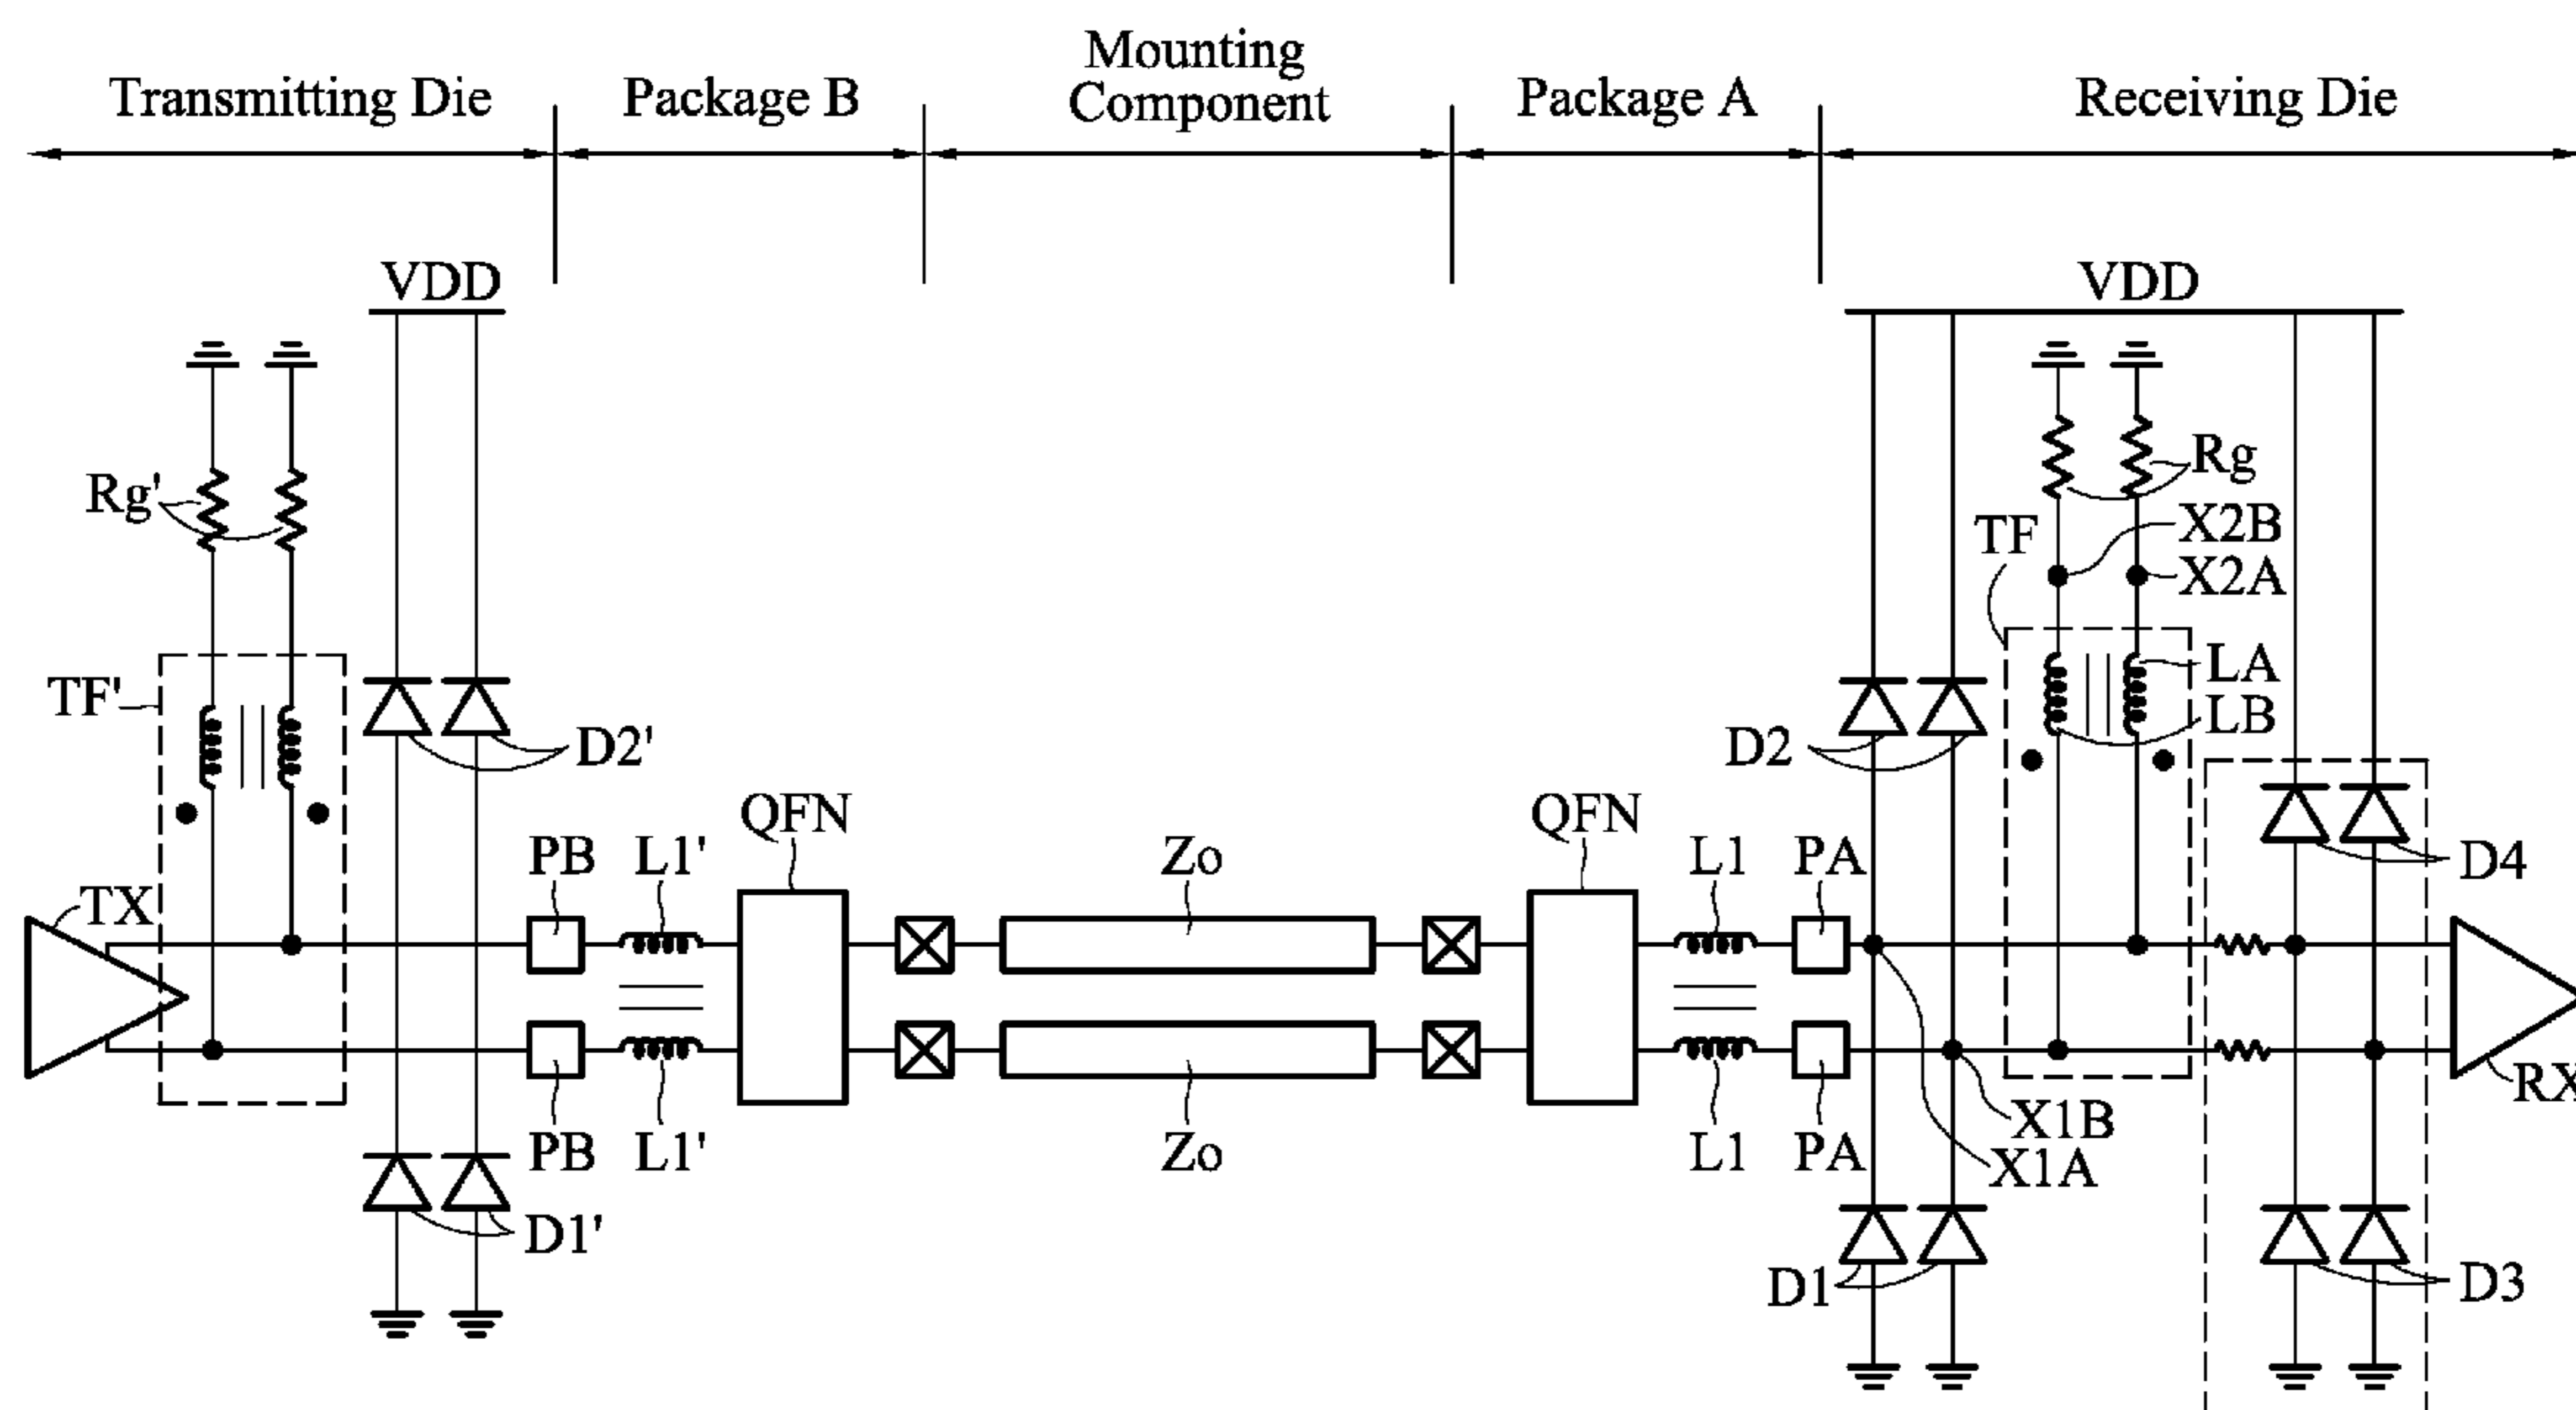 Transmitting Die
Package B
Mounting
Component
Package A
Receiving Die
VDD
VDD
Rg'
Rg
X2B
TF
X2A
TF'
LA
LB
D2'
D2
QFN
QFN
PB
L1'
Zo
L1
PA
D4
TX
RX
X1B
PB
L1'
Zo
L1
PA
X1A
D1'
D1
D3